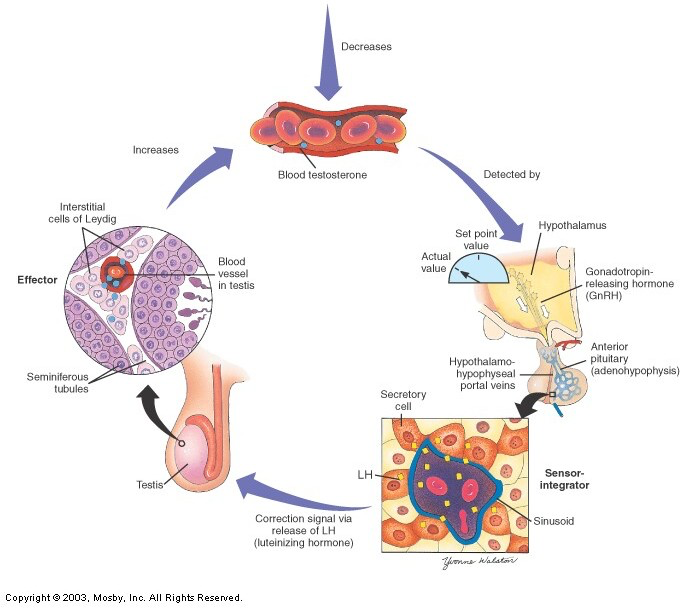 Decreases
Increases
Blood testosterone
Detected by
Interstitial
cells of Leydig
Effector
Blood
vessel
in testis
Seminiferous
tubules
Testis
Set point
value
Actual
value
Hypothalamus
Gonadotropin-
releasing hormone
(GnRH)
Hypothalamo-
hypophyseal
portal veins
Anterior
pituitary
(adenohypophysis)
Secretory
cell
LH
Sensor-
integrator
Sinusoid
Correction signal via
release of LH
(luteinizing hormone)
Yvonne Walston
Copyright © 2003, Mosby, Inc. All Rights Reserved.